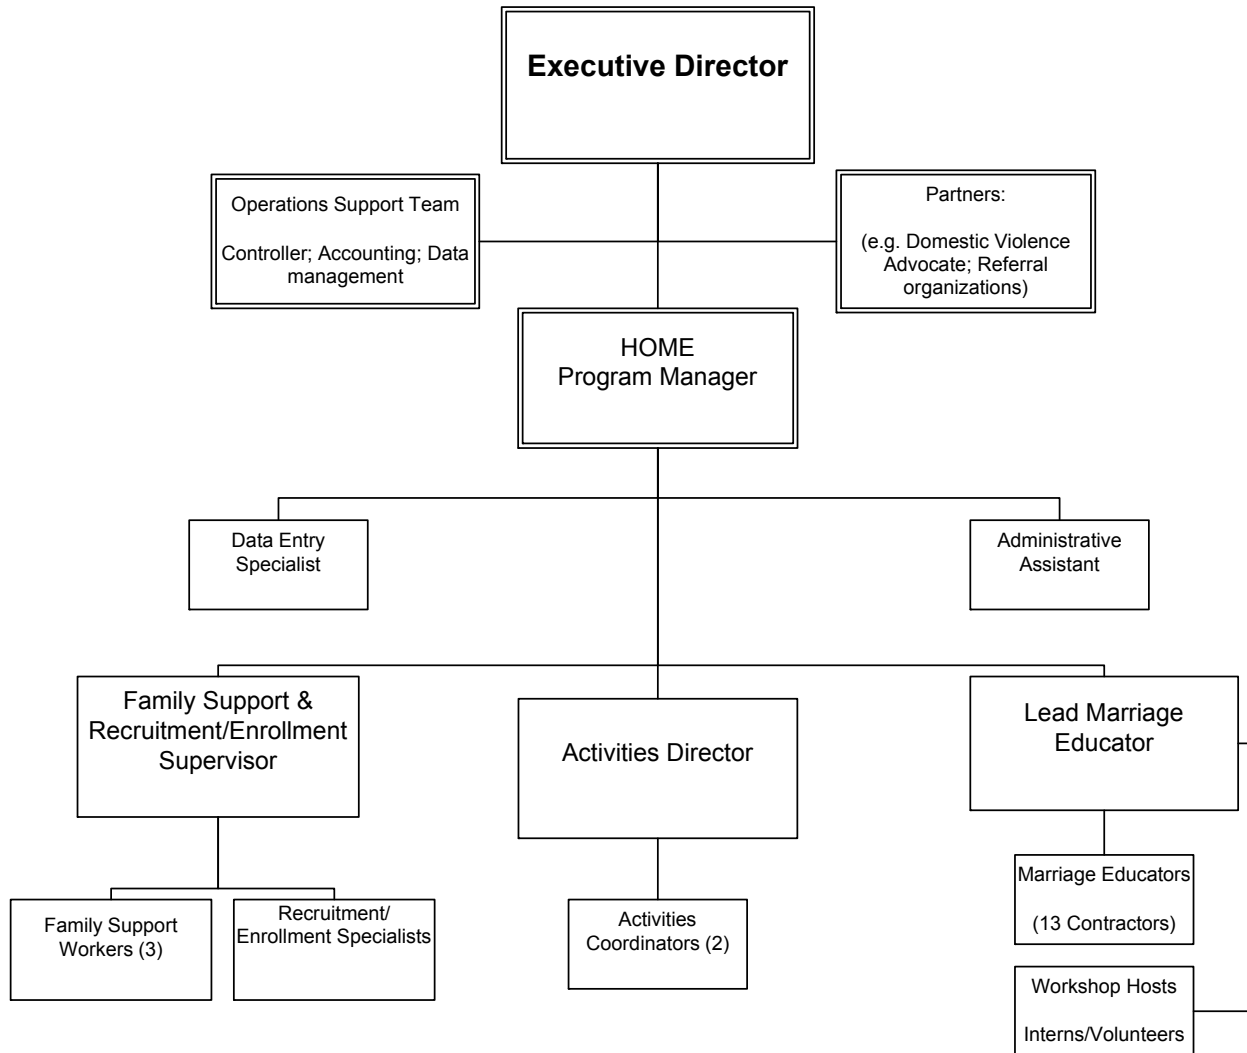 Executive Director
Operations Support Team
Controller; Accounting; Data
management
Partners:
(e.g. Domestic Violence
Advocate; Referral
organizations)
HOME
Program Manager
Data Entry
Specialist
Administrative
Assistant
Family Support &
Recruitment/Enrollment
Supervisor
Activities Director
Lead Marriage
Educator
Family Support
Workers (3)
Recruitment/
Enrollment Specialists
Activities
Coordinators (2)
Marriage Educators
(13 Contractors)
Workshop Hosts
Interns/Volunteers